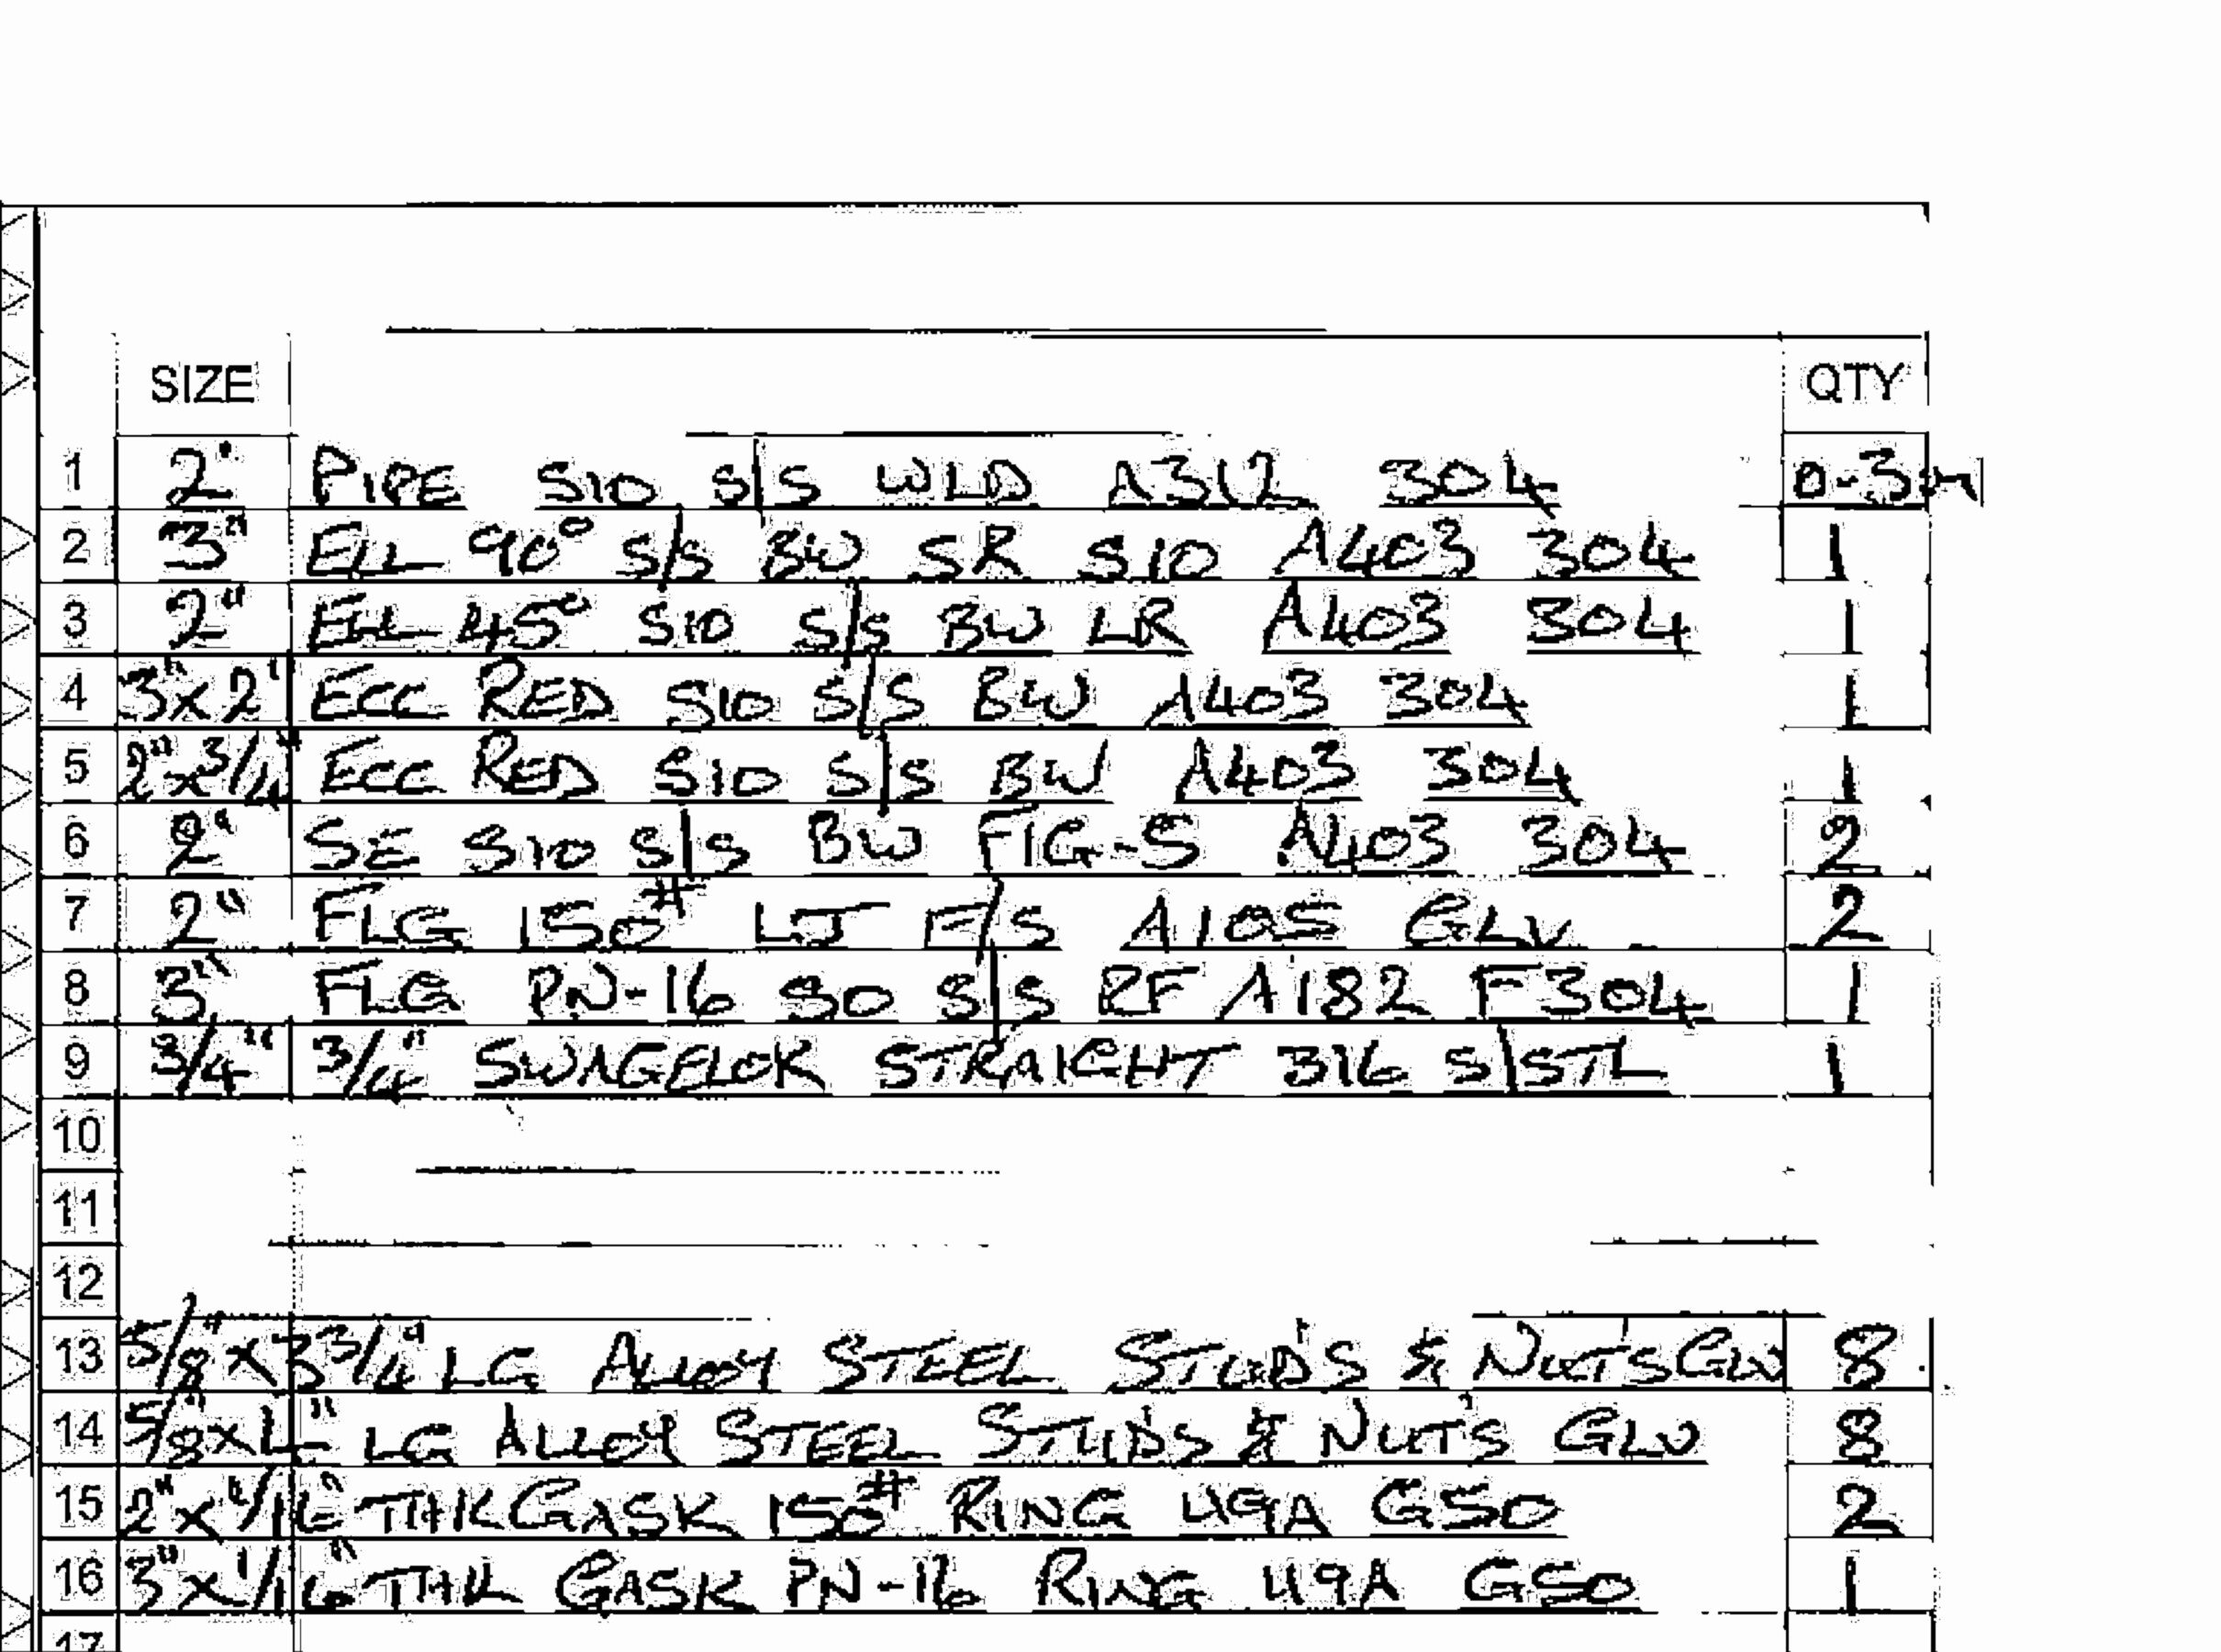 SIZE QTY
1 2" PIPE S10 S/S WLD A312 304 0-3M
2 3" ELL 90° S/S BW SR S10 A403 304 1
3 2" ELL 45° S10 S/S BW LR A403 304 1
4 3"x2" ECC RED S10 S/S BW A403 304 1
5 2"x3/4" ECC RED S10 S/S BW A403 304 1
6 2" SE S10 S/S BW FIG-5 A403 304 2
7 2" FLG 150# LJ F/S A105 GLV 2
8 3" FLG PN-16 SO S/S RF A182 F304 1
9 3/4" 3/4" SWAGELOK STRAIGHT 316 S/STL 1
10
11
12
13 5/8"x33/4" LG ALLOY STEEL STUD'S & NUT'S GLV 8
14 5/8"x4" LG ALLOY STEEL STUD'S & NUT'S GLV 8
15 2"x1/16" THK GASK 150# RING U9A GSO 2
16 3"x1/16" THK GASK PN-16 RING U9A GSO 1
17